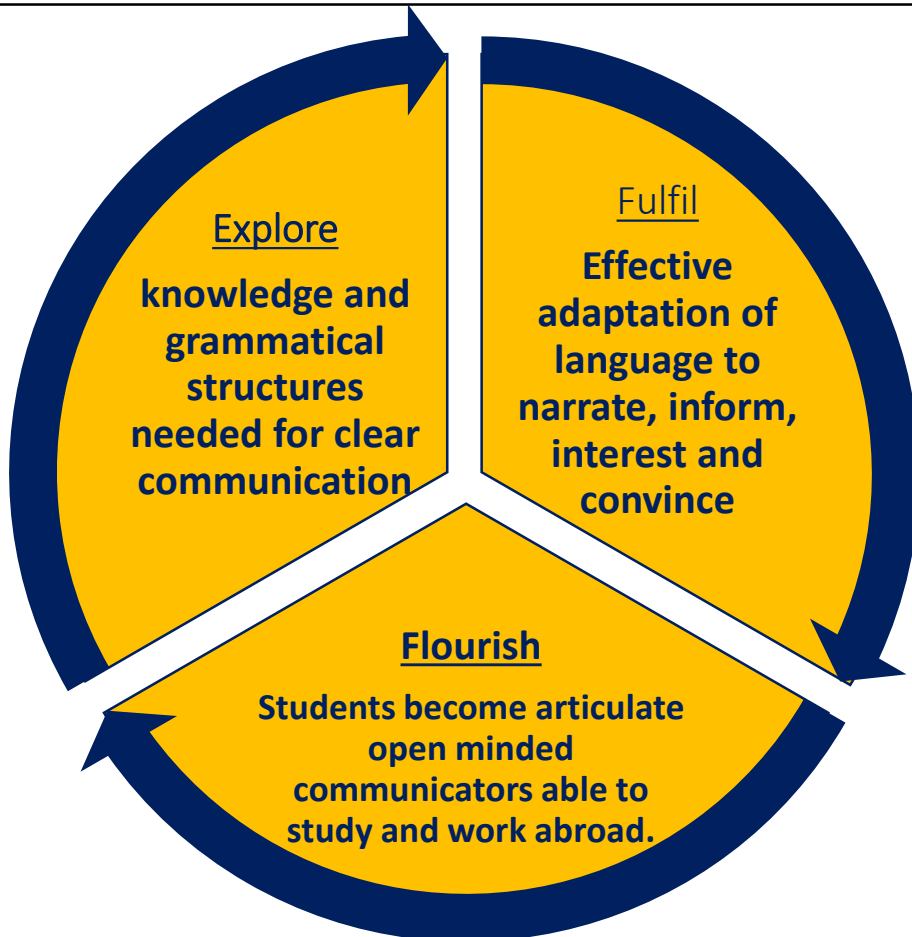 Explore
knowledge and
grammatical
structures
needed for clear
communication
Fulfil
Effective
adaptation of
language to
narrate, inform,
interest and
convince
Flourish
Students become articulate
open minded
communicators able to
study and work abroad.